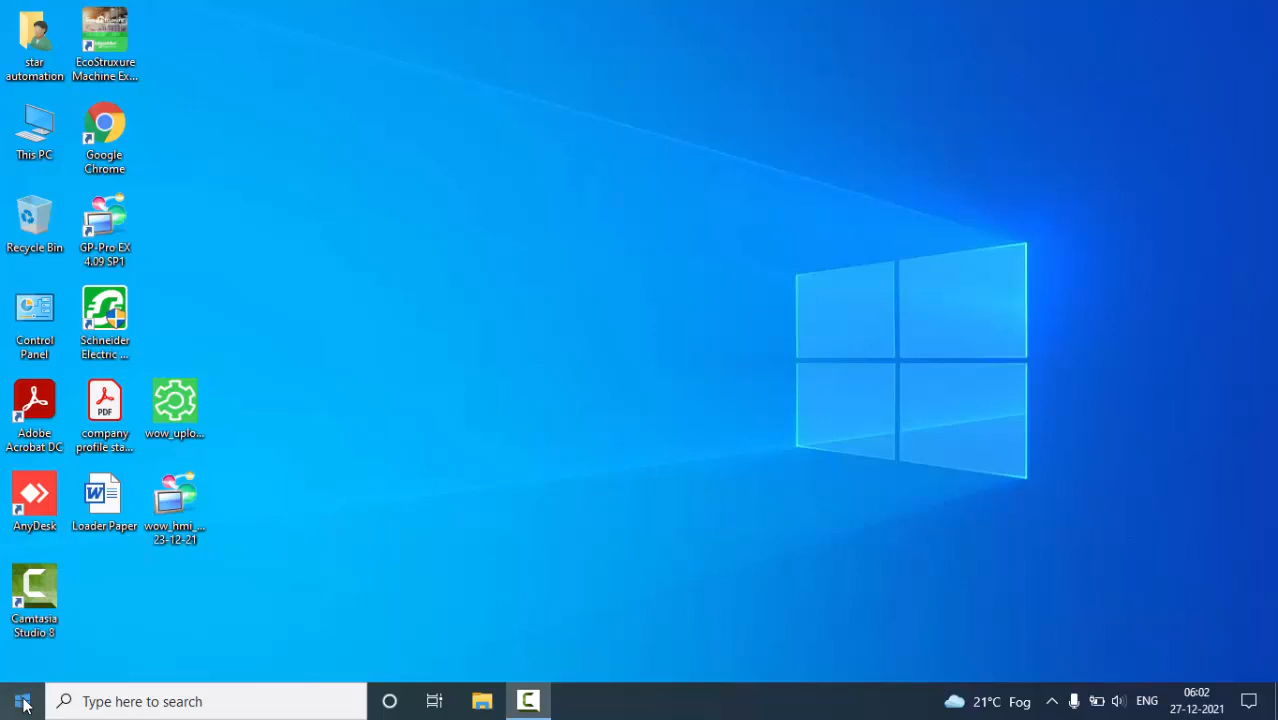 star
automation
EcoStruxure
Machine Ex...
This PC
Google
Chrome
Recycle Bin
GP-Pro EX
4.09 SP1
Control
Panel
Schneider
Electric ...
Adobe
Acrobat DC
PDF
company
profile sta...
wow_uplo...
AnyDesk
Loader Paper
wow_hmi_...
23-12-21
Camtasia
Studio 8
Type here to search
21°C Fog
ENG
06:02
27-12-2021